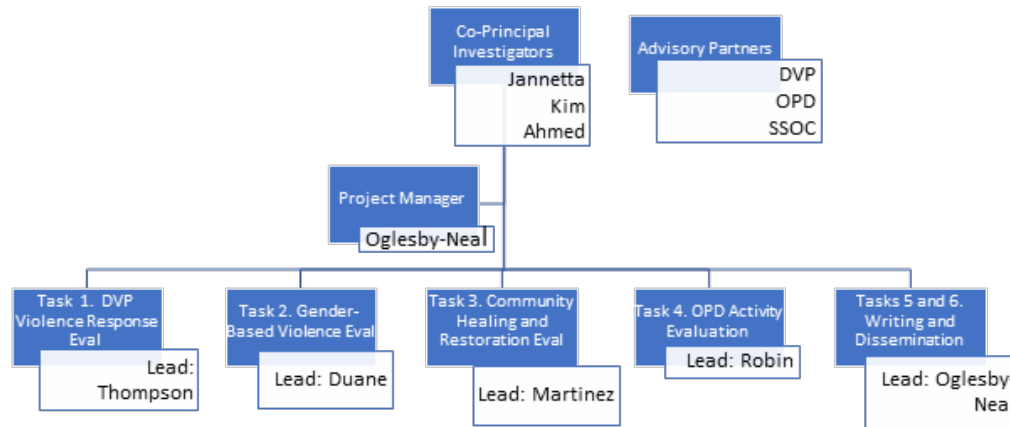 Co-Principal
Investigators
Jannetta
Kim
Ahmed
Advisory Partners
DVP
OPD
SSOC
Project Manager
Oglesby-Neal
Task 1. DVP
Violence Response
Eval
Lead:
Thompson
Task 2. Gender-
Based Violence Eval
Lead: Duane
Task 3. Community
Healing and
Restoration Eval
Lead: Martinez
Task 4. OPD Activity
Evaluation
Lead: Robin
Tasks 5 and 6.
Writing and
Dissemination
Lead: Oglesby-
Neal